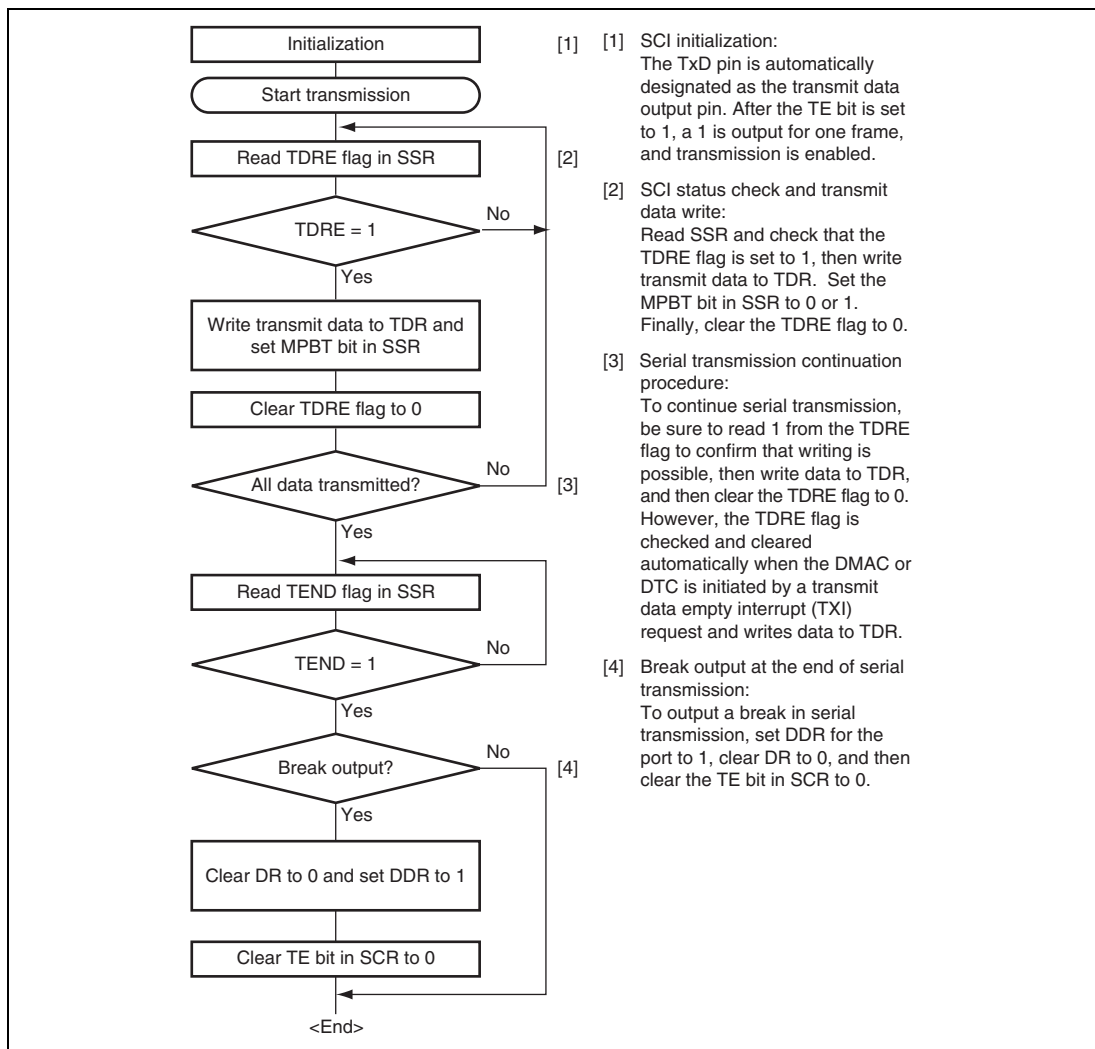 Initialization
[1]
Start transmission
Read TDRE flag in SSR
[2]
TDRE = 1
No
Yes
Write transmit data to TDR and
set MPBT bit in SSR
Clear TDRE flag to 0
All data transmitted?
No
[3]
Yes
Read TEND flag in SSR
TEND = 1
No
Yes
Break output?
No
[4]
Yes
Clear DR to 0 and set DDR to 1
Clear TE bit in SCR to 0
<End>
[1] SCI initialization:
The TxD pin is automatically
designated as the transmit data
output pin. After the TE bit is set
to 1, a 1 is output for one frame,
and transmission is enabled.
[2] SCI status check and transmit
data write:
Read SSR and check that the
TDRE flag is set to 1, then write
transmit data to TDR. Set the
MPBT bit in SSR to 0 or 1.
Finally, clear the TDRE flag to 0.
[3] Serial transmission continuation
procedure:
To continue serial transmission,
be sure to read 1 from the TDRE
flag to confirm that writing is
possible, then write data to TDR,
and then clear the TDRE flag to 0.
However, the TDRE flag is
checked and cleared
automatically when the DMAC or
DTC is initiated by a transmit
data empty interrupt (TXI)
request and writes data to TDR.
[4] Break output at the end of serial
transmission:
To output a break in serial
transmission, set DDR for the
port to 1, clear DR to 0, and then
clear the TE bit in SCR to 0.